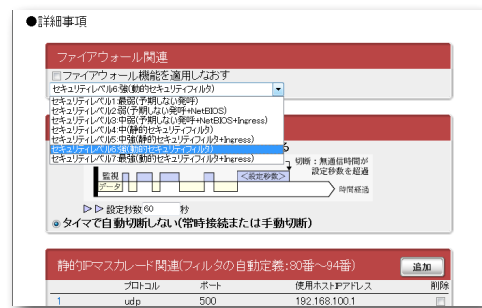 ●詳細事項
ファイアウォール関連
ファイアウォール機能を適用しなおす
セキュリティレベル6:強(動的セキュリティフィルタ)
セキュリティレベル1:最弱(予期しない発呼)
セキュリティレベル2:弱(予期しない発呼+NetBIOS)
セキュリティレベル3:中弱(予期しない発呼+NetBIOS+Ingress)
セキュリティレベル4:中(静的セキュリティフィルタ)
セキュリティレベル5:中強(静的セキュリティフィルタ+Ingress)
セキュリティレベル6:強(動的セキュリティフィルタ)
セキュリティレベル7:最強(動的セキュリティフィルタ+Ingress)
切断:無通信時間が
設定秒数を超過
監視
<設定秒数>
データ
時間経過
▷▷ 設定秒数 60 秒
タイマで自動切断しない(常時接続または手動切断)
静的IPマスカレード関連(フィルタの自動定義:80番~94番)
追加
プロトコル ポート 使用ホストIPアドレス 削除
1 udp 500 192.168.100.1